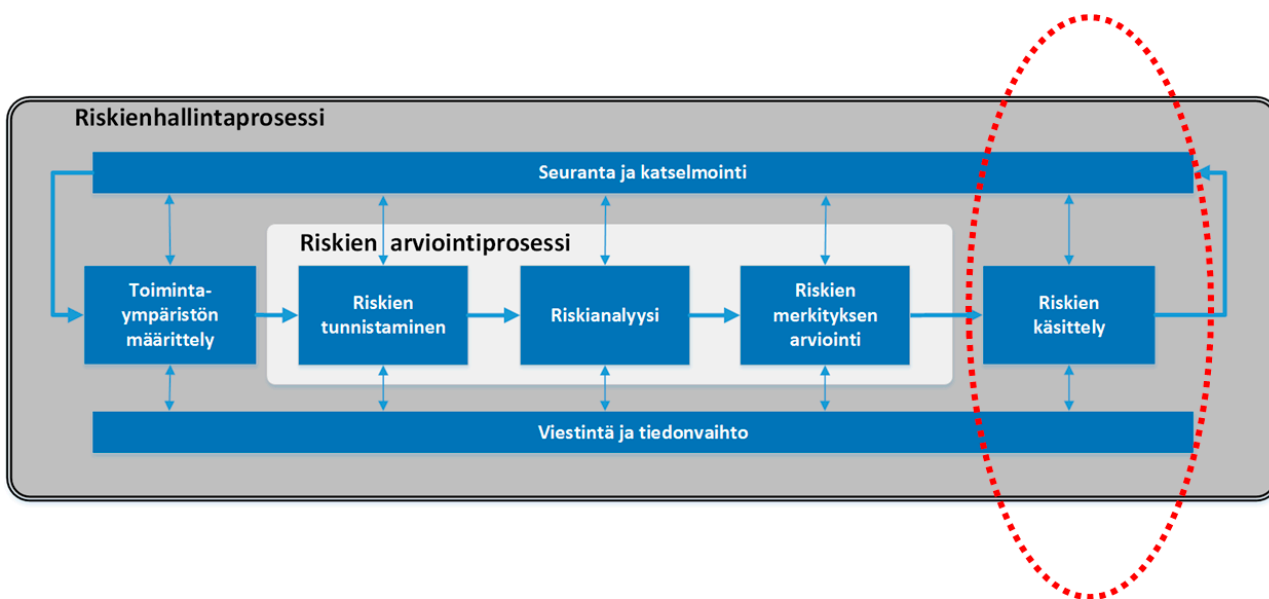 Riskienhallintaprosessi
Seuranta ja katselmointi
Riskien arviointiprosessi
Toiminta-
ympäristön
määrittely
Riskien
tunnistaminen
Riskianalyysi
Riskien
merkityksen
arviointi
Riskien
käsittely
Viestintä ja tiedonvaihto